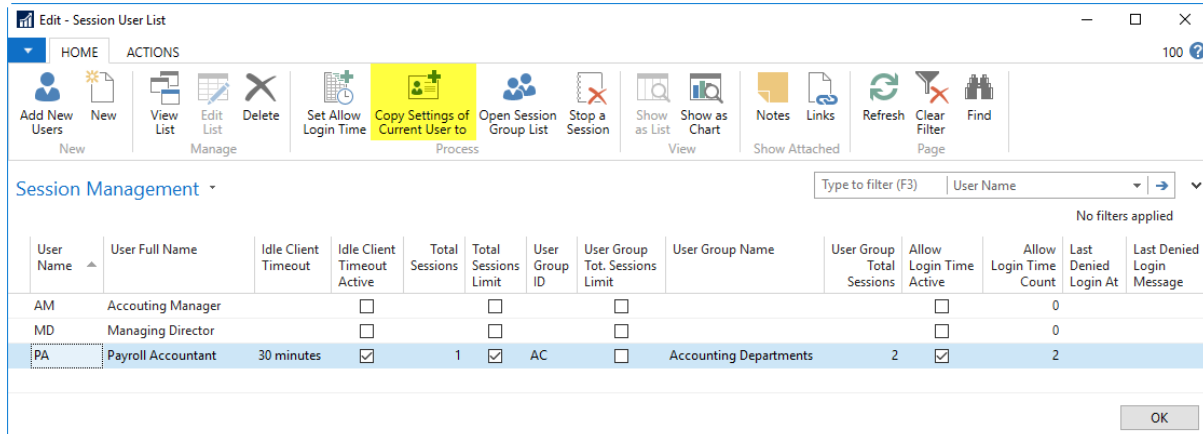 Edit - Session User List
HOME ACTIONS 100
Add New Users New View List Edit List Delete Set Allow Login Time Copy Settings of Current User to Open Session Group List Stop a Session Show as List Show as Chart Notes Links Refresh Clear Filter Find
New Manage Process View Show Attached Page
Session Management Type to filter (F3) User Name
No filters applied
User Name User Full Name Idle Client Timeout Idle Client Timeout Active Total Sessions Total Sessions Limit User Group ID User Group Tot. Sessions Limit User Group Name User Group Total Sessions Allow Login Time Active Allow Login Time Count Last Denied Login At Last Denied Login Message
AM Accouting Manager 0
MD Managing Director 0
PA Payroll Accountant 30 minutes 1 AC Accounting Departments 2 2
OK